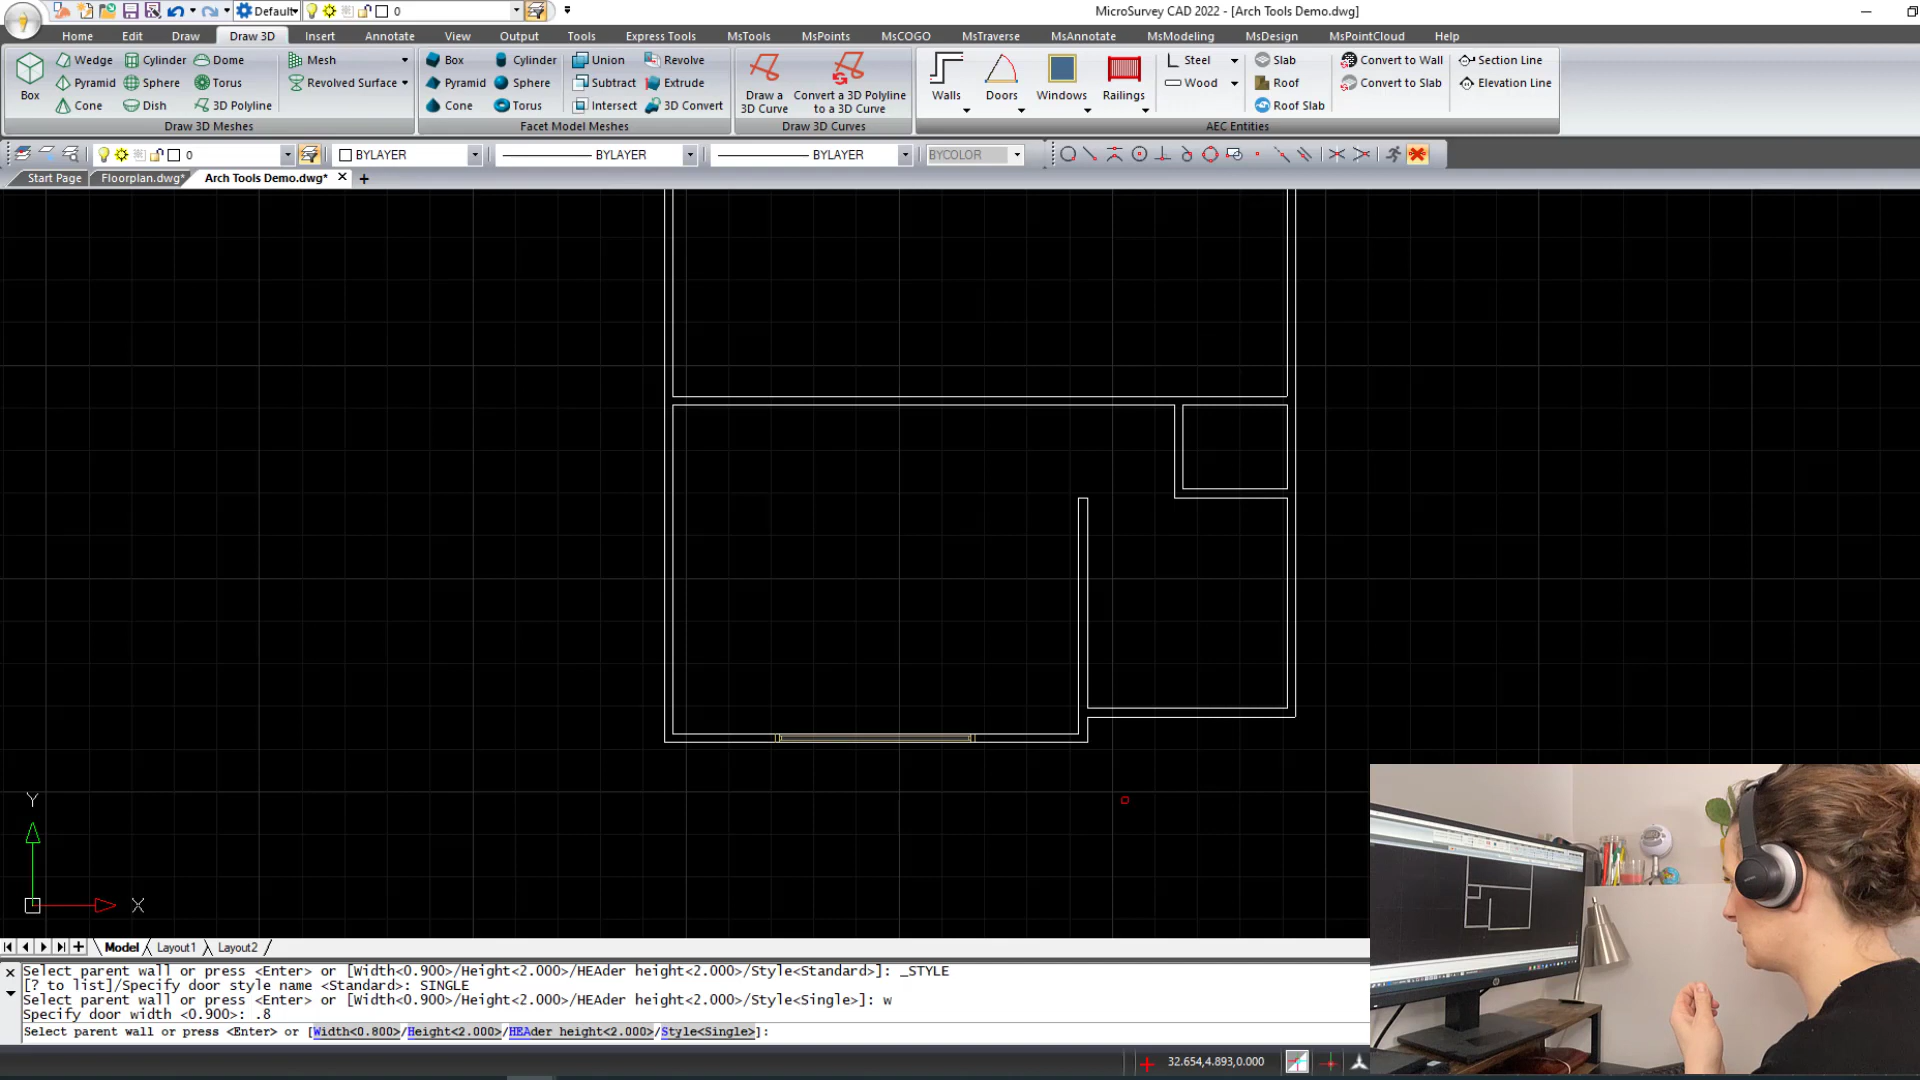 Default 0 MicroSurvey CAD 2022 - [Arch Tools Demo.dwg]
Home Edit Draw Draw 3D Insert Annotate View Output Tools Express Tools MsTools MsPoints MsCOGO MsTraverse MsAnnotate MsModeling MsDesign MsPointCloud Help
Wedge Cylinder Dome Mesh Box Cylinder Union Revolve Steel Slab Convert to Wall Section Line
Pyramid Sphere Torus Revolved Surface Pyramid Sphere Subtract Extrude Wood Roof Convert to Slab Elevation Line
Box Draw a Convert a 3D Polyline Walls Doors Windows Railings
Cone Dish 3D Polyline Cone Torus Intersect 3D Convert 3D Curve to a 3D Curve Roof Slab
Draw 3D Meshes Facet Model Meshes Draw 3D Curves AEC Entities
0 BYLAYER BYLAYER BYLAYER BYCOLOR
Start Page Floorplan.dwg* Arch Tools Demo.dwg*
Y
X
Model Layout1 Layout2
Select parent wall or press <Enter> or [Width<0.900>/Height<2.000>/HEAder height<2.000>/Style<Standard>]: _STYLE
[? to list]/Specify door style name <Standard>: SINGLE
Select parent wall or press <Enter> or [Width<0.900>/Height<2.000>/HEAder height<2.000>/Style<Single>]: w
Specify door width <0.900>: .8
Select parent wall or press <Enter> or [Width<0.800>/Height<2.000>/HEAder height<2.000>/Style<Single>]:
32.654,4.893,0.000